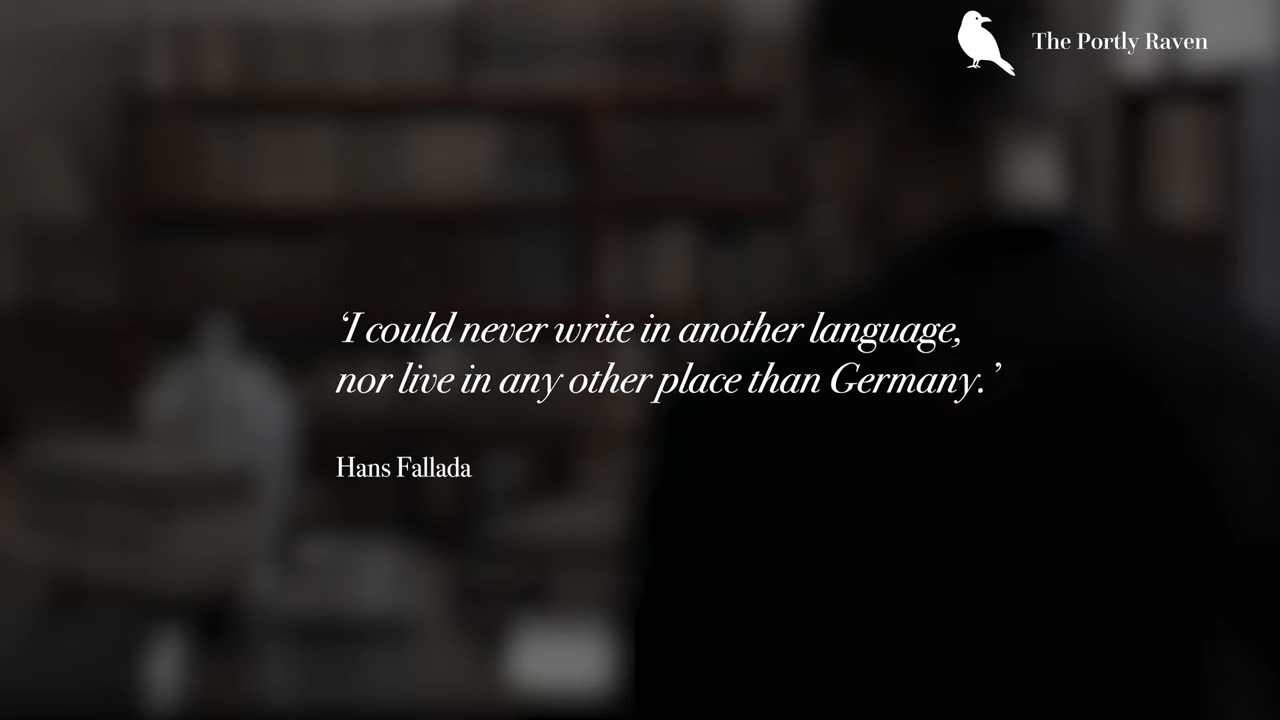 The Portly Raven
‘I could never write in another language,
nor live in any other place than Germany.’
Hans Fallada